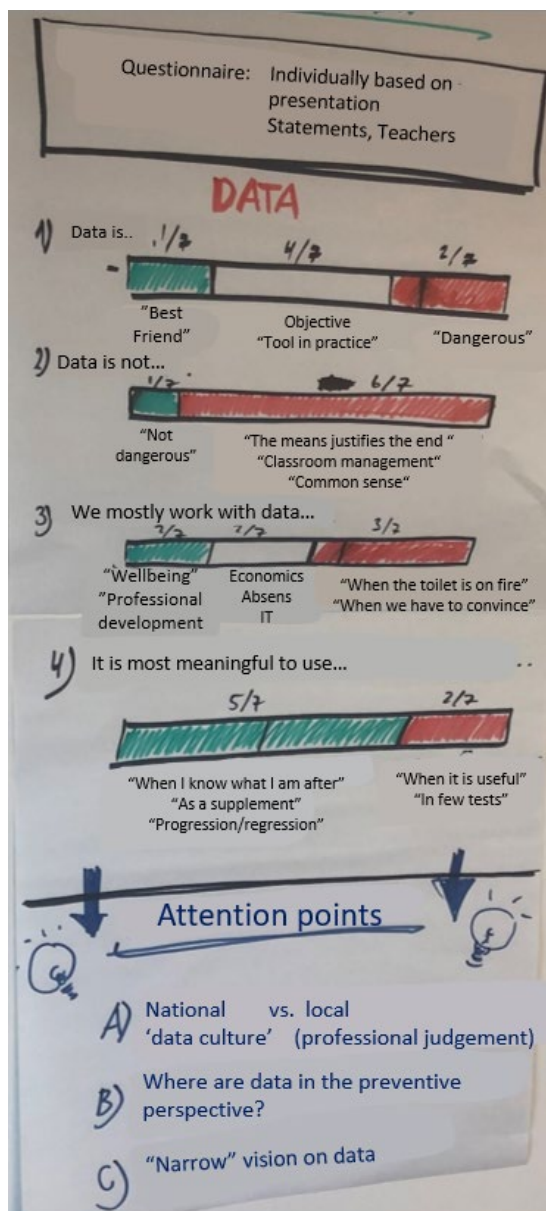 Questionnaire: Individually based on
presentation
Statements, Teachers
DATA
1) Data is..
1/7 4/7 2/7
"Best
Friend"
Objective
"Tool in practice"
"Dangerous"
2) Data is not...
1/7 6/7
"Not
dangerous"
"The means justifies the end "
"Classroom management"
"Common sense"
3) We mostly work with data...
2/7 2/7 3/7
"Wellbeing"
"Professional
development
Economics
Absens
IT
"When the toilet is on fire"
"When we have to convince"
4) It is most meaningful to use...
5/7 2/7
"When I know what I am after"
"As a supplement"
"Progression/regression"
"When it is useful"
"In few tests"
Attention points
A) National vs. local
'data culture' (professional judgement)
B) Where are data in the preventive
perspective?
C) "Narrow" vision on data